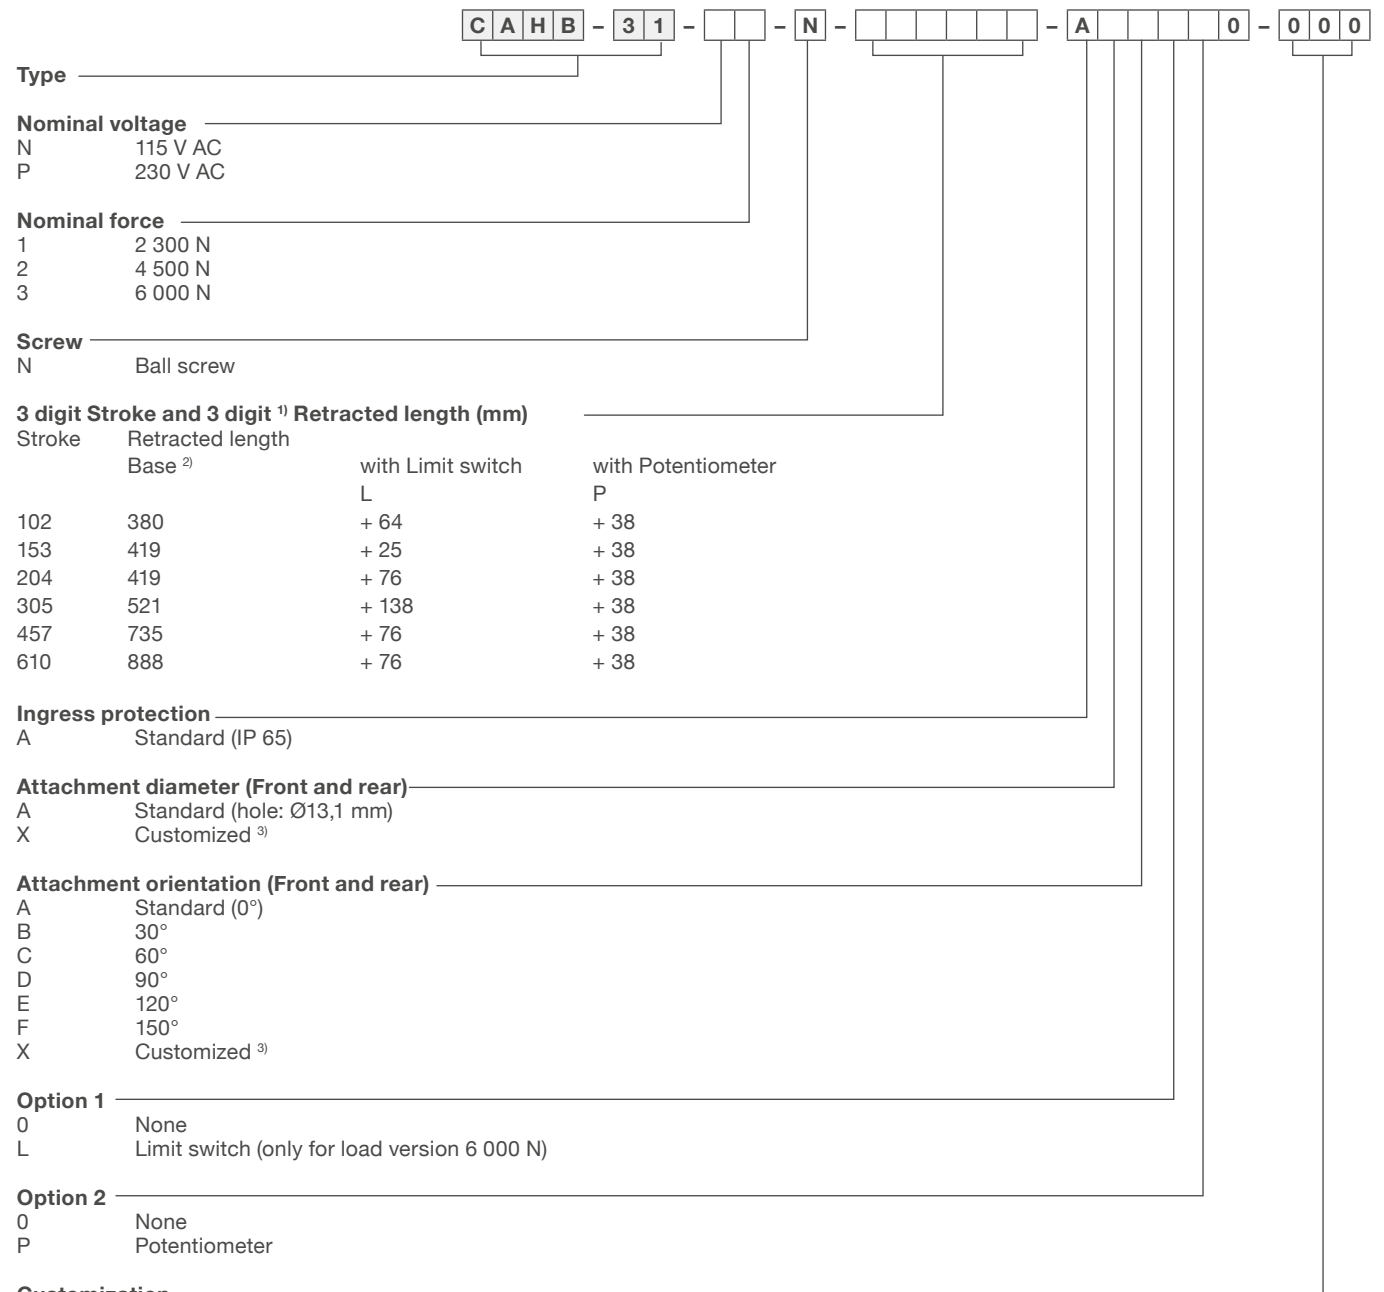 C A H B – 3 1 – – N – – A 0 – 0 0 0
Type
Nominal voltage
N 115 V AC
P 230 V AC
Nominal force
1 2 300 N
2 4 500 N
3 6 000 N
Screw
N Ball screw
3 digit Stroke and 3 digit 1) Retracted length (mm)
Stroke Retracted length
Base 2) with Limit switch with Potentiometer
L P
102 380 + 64 + 38
153 419 + 25 + 38
204 419 + 76 + 38
305 521 + 138 + 38
457 735 + 76 + 38
610 888 + 76 + 38
Ingress protection
A Standard (IP 65)
Attachment diameter (Front and rear)
A Standard (hole: Ø13,1 mm)
X Customized 3)
Attachment orientation (Front and rear)
A Standard (0°)
B 30°
C 60°
D 90°
E 120°
F 150°
X Customized 3)
Option 1
0 None
L Limit switch (only for load version 6 000 N)
Option 2
0 None
P Potentiometer
Customization